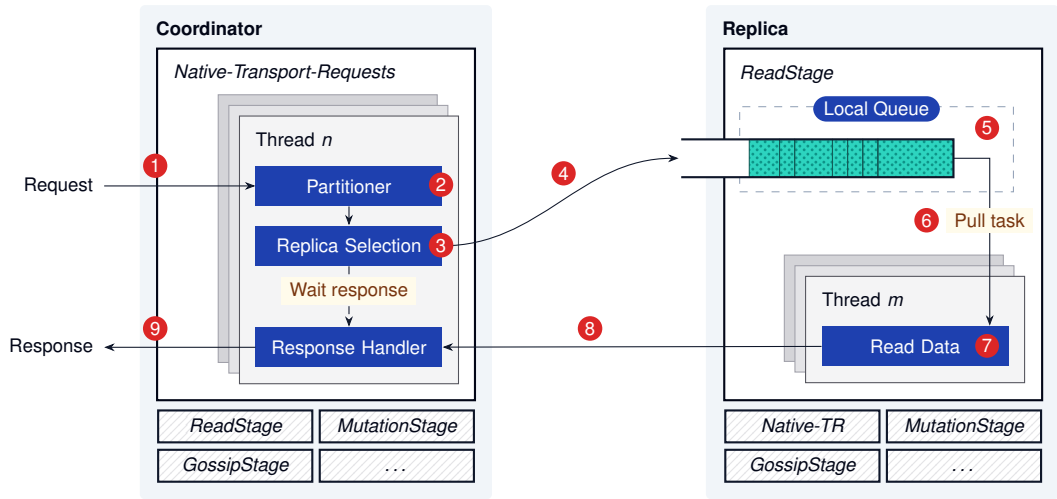 Coordinator
Native-Transport-Requests
Thread n
1
Request
Partitioner
2
Replica Selection
3
Wait response
9
Response
Response Handler
ReadStage
MutationStage
GossipStage
...
4
8
Replica
ReadStage
Local Queue
5
6
Pull task
Thread m
Read Data
7
Native-TR
MutationStage
GossipStage
...